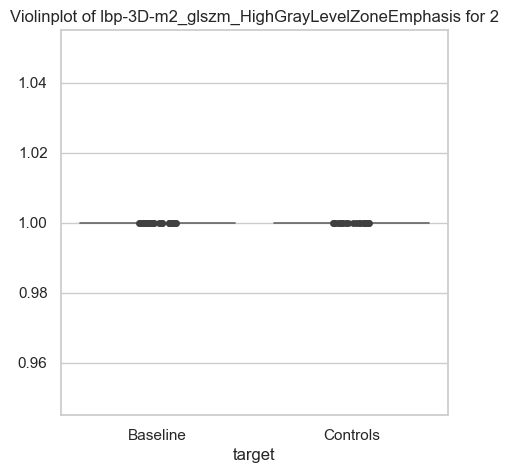 Violinplot of lbp-3D-m2_glszm_HighGrayLevelZoneEmphasis for 2
1.04
1.02
1.00
0.98
0.96
Baseline Controls
target